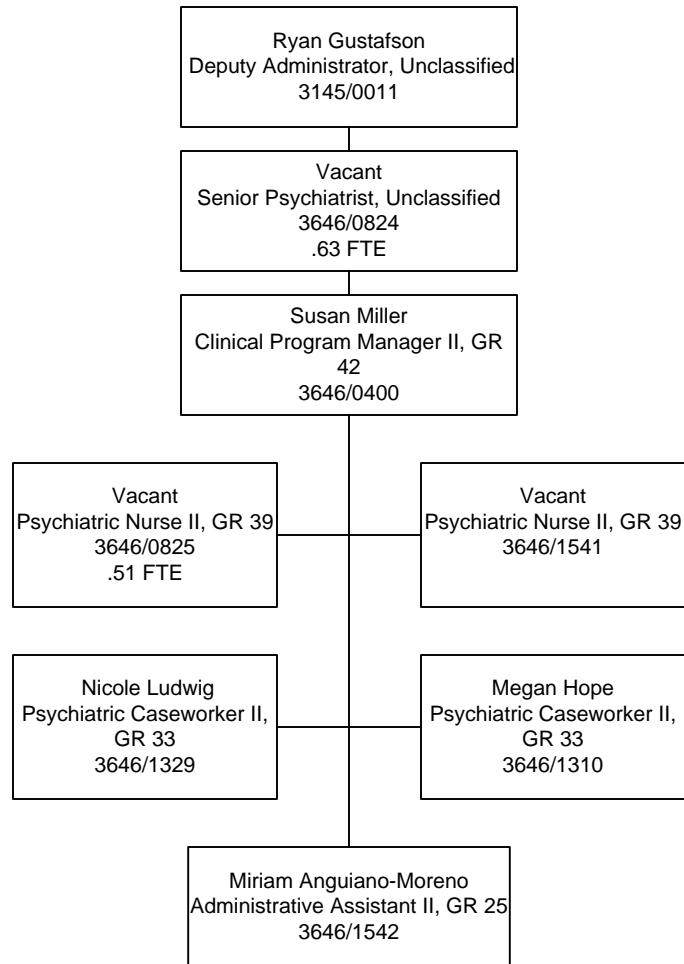 Ryan Gustafson
Deputy Administrator, Unclassified
3145/0011
Vacant
Senior Psychiatrist, Unclassified
3646/0824
.63 FTE
Susan Miller
Clinical Program Manager II, GR
42
3646/0400
Vacant
Psychiatric Nurse II, GR 39
3646/0825
.51 FTE
Vacant
Psychiatric Nurse II, GR 39
3646/1541
Nicole Ludwig
Psychiatric Caseworker II,
GR 33
3646/1329
Megan Hope
Psychiatric Caseworker II,
GR 33
3646/1310
Miriam Anguiano-Moreno
Administrative Assistant II, GR 25
3646/1542